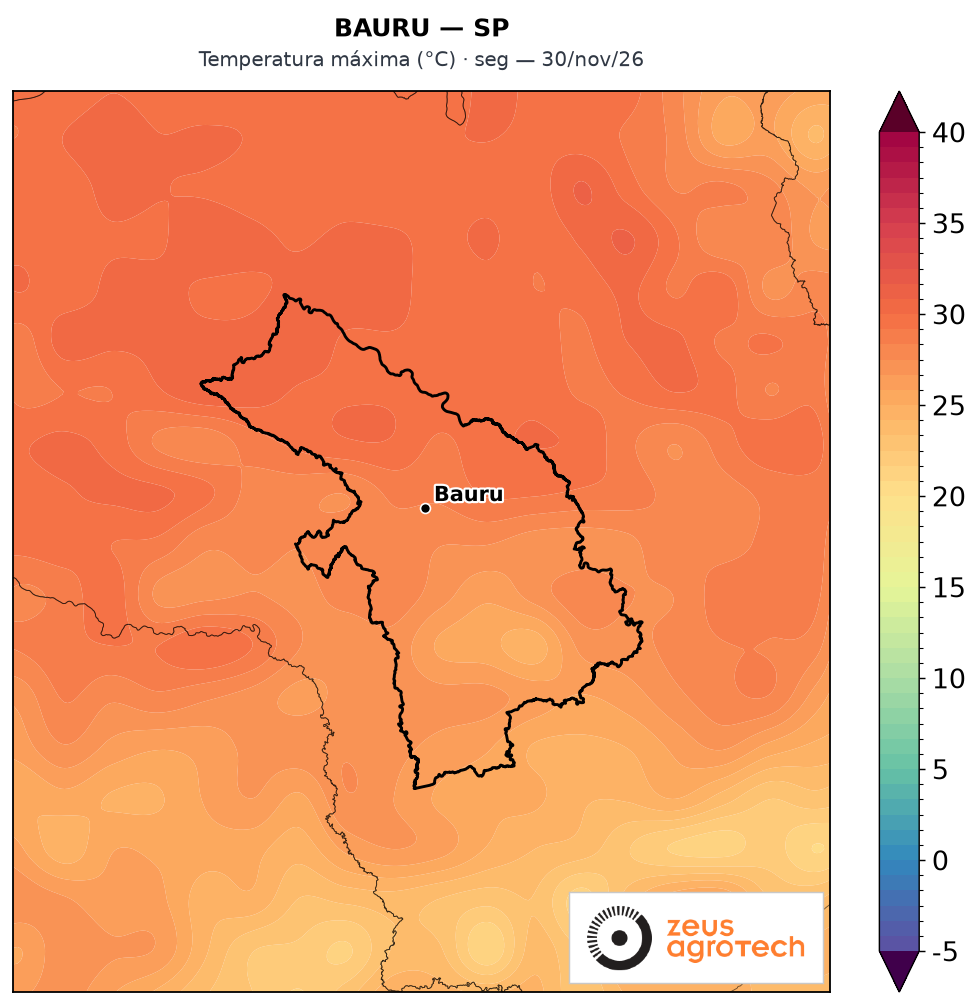 BAURU — SP
Temperatura máxima (°C) · seg — 30/nov/26
40
35
30
25
20
15
10
5
0
-5
Bauru
zeus
agrotech